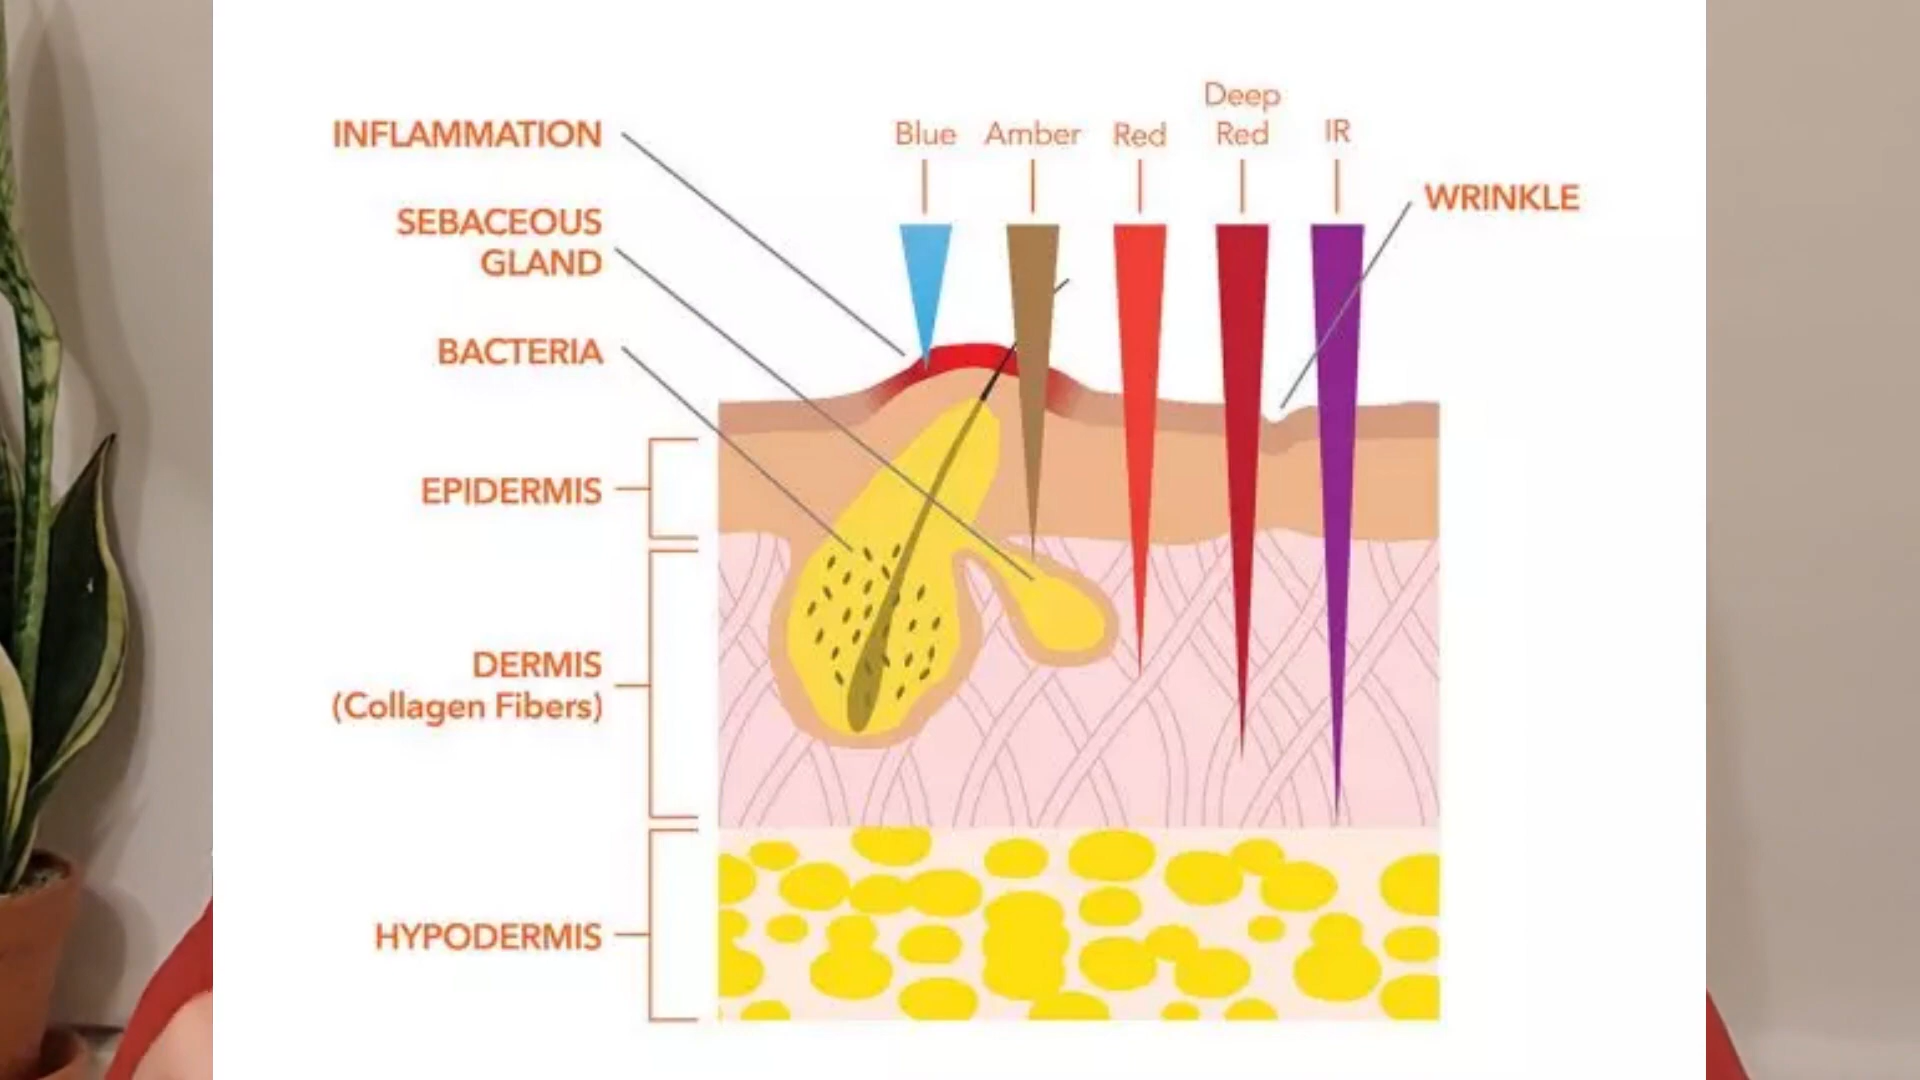 INFLAMMATION
SEBACEOUS
GLAND
BACTERIA
EPIDERMIS
DERMIS
(Collagen Fibers)
HYPODERMIS
Blue
Amber
Red
Deep
Red
IR
WRINKLE